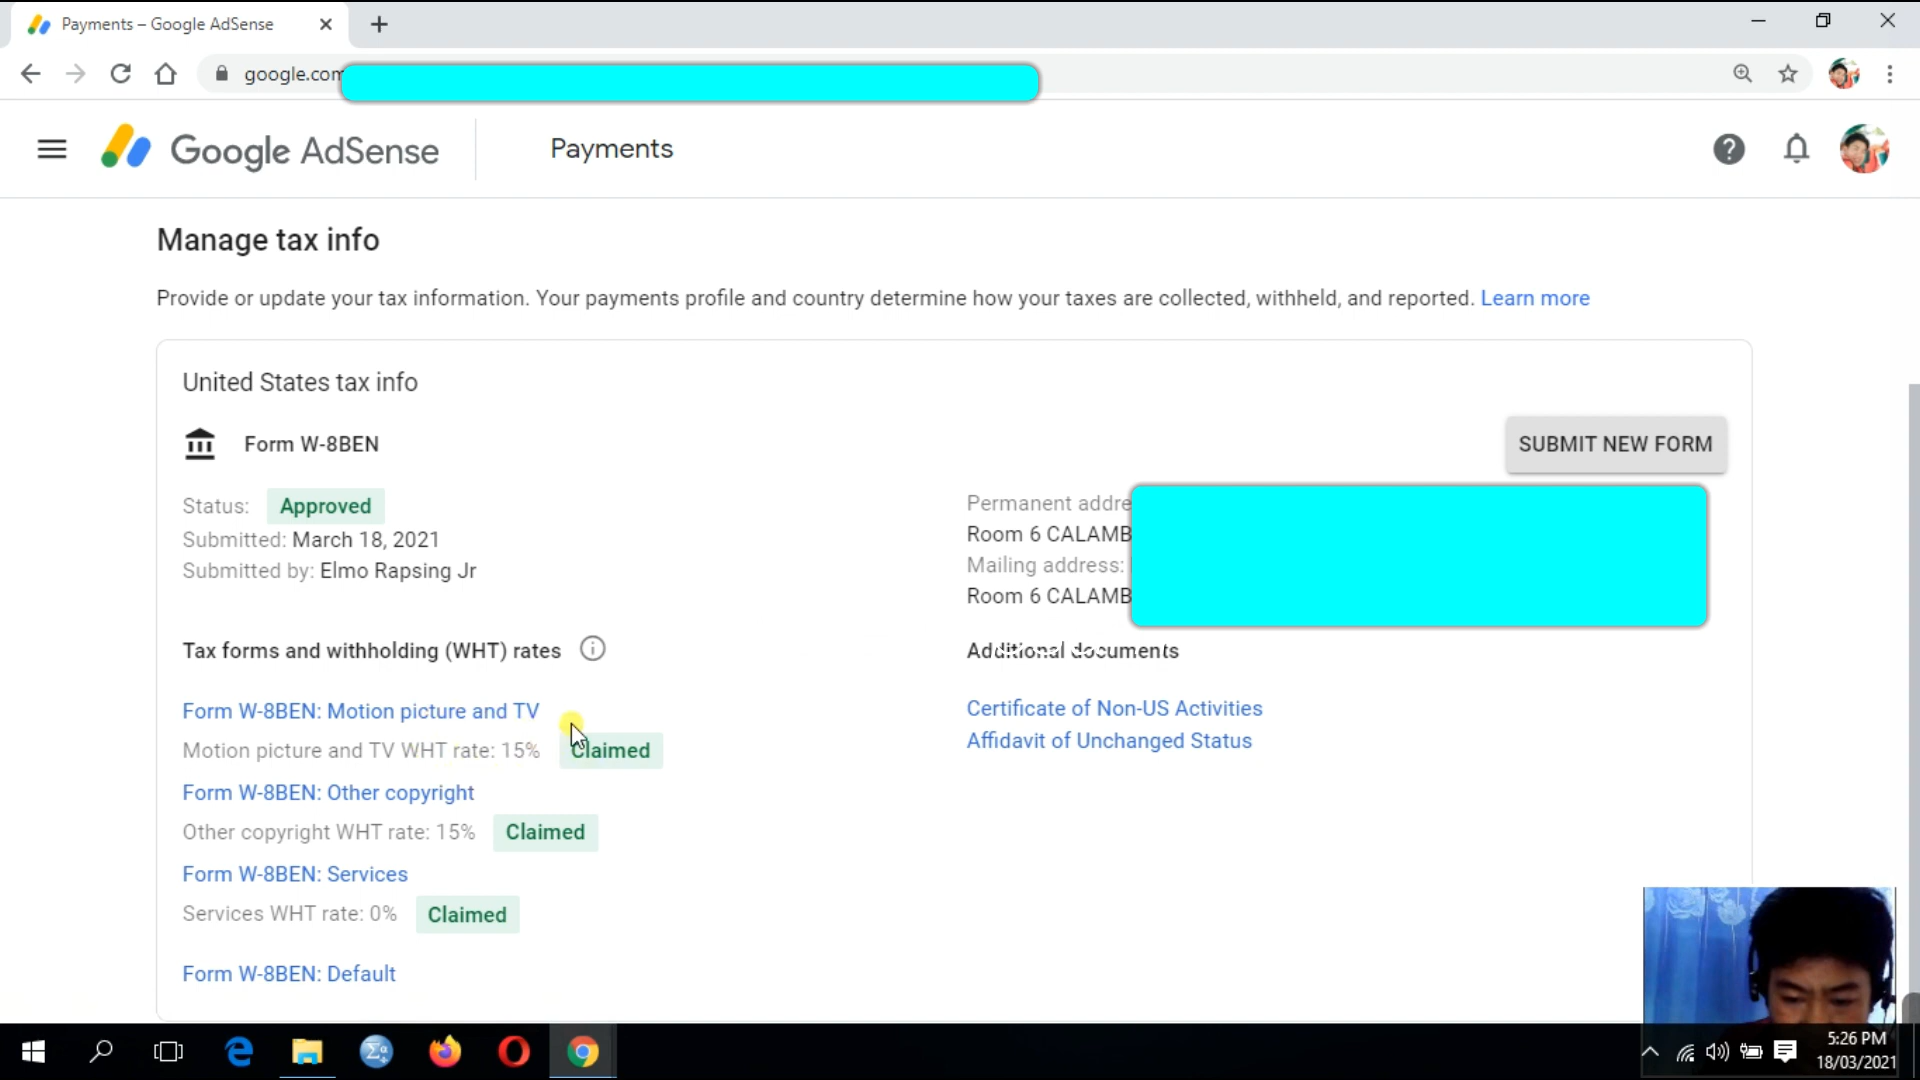 Payments – Google AdSense
google.com
Google AdSense
Payments
Manage tax info
Provide or update your tax information. Your payments profile and country determine how your taxes are collected, withheld, and reported. Learn more
United States tax info
Form W-8BEN
SUBMIT NEW FORM
Status: Approved
Submitted: March 18, 2021
Submitted by: Elmo Rapsing Jr
Permanent addre
Room 6 CALAMB
Mailing address:
Room 6 CALAMB
Tax forms and withholding (WHT) rates
Form W-8BEN: Motion picture and TV
Motion picture and TV WHT rate: 15% Claimed
Form W-8BEN: Other copyright
Other copyright WHT rate: 15% Claimed
Form W-8BEN: Services
Services WHT rate: 0% Claimed
Form W-8BEN: Default
Additional documents
Certificate of Non-US Activities
Affidavit of Unchanged Status
5:26 PM
18/03/2021